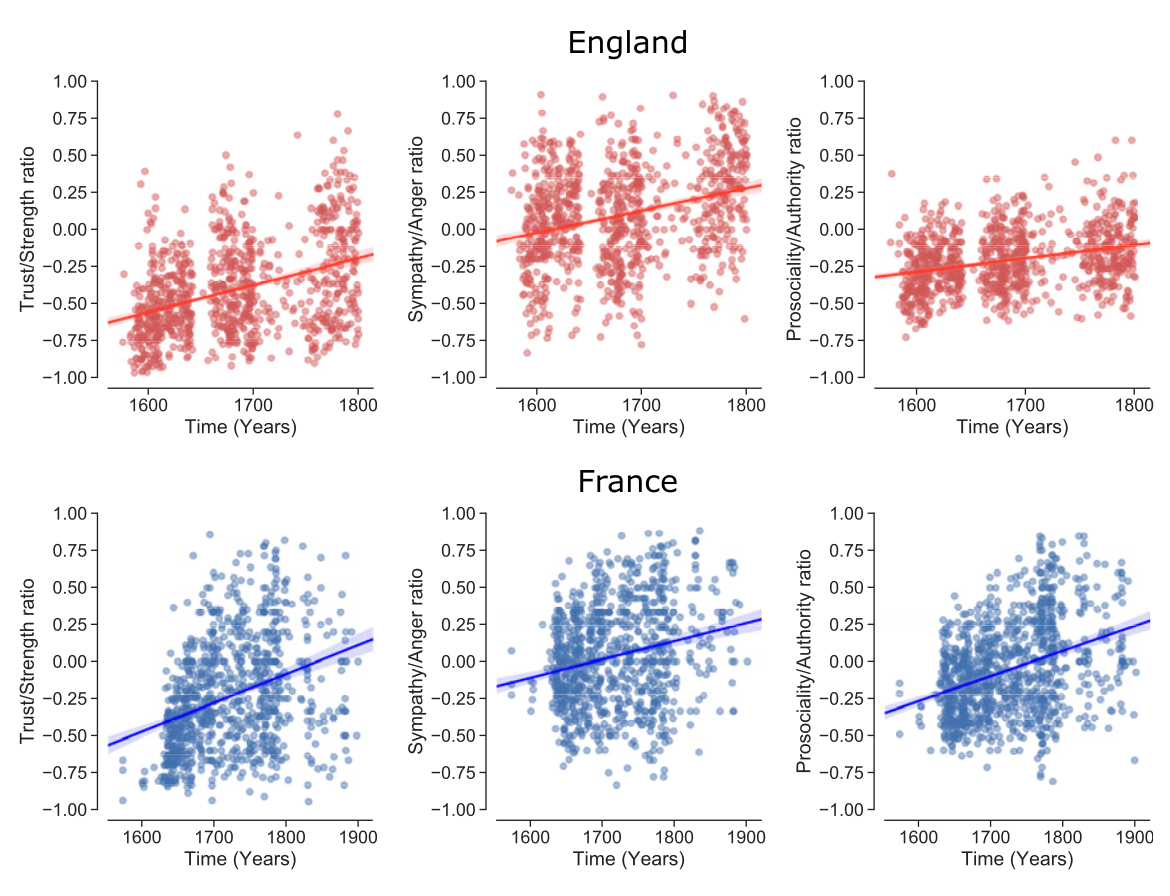 England
Trust/Strength ratio
1.00
0.75
0.50
0.25
0.00
−0.25
−0.50
−0.75
−1.00
1600 1700 1800
Time (Years)
Sympathy/Anger ratio
1.00
0.75
0.50
0.25
0.00
−0.25
−0.50
−0.75
−1.00
1600 1700 1800
Time (Years)
Prosociality/Authority ratio
1.00
0.75
0.50
0.25
0.00
−0.25
−0.50
−0.75
−1.00
1600 1700 1800
Time (Years)
France
Trust/Strength ratio
1.00
0.75
0.50
0.25
0.00
−0.25
−0.50
−0.75
−1.00
1600 1700 1800 1900
Time (Years)
Sympathy/Anger ratio
1.00
0.75
0.50
0.25
0.00
−0.25
−0.50
−0.75
−1.00
1600 1700 1800 1900
Time (Years)
Prosociality/Authority ratio
1.00
0.75
0.50
0.25
0.00
−0.25
−0.50
−0.75
−1.00
1600 1700 1800 1900
Time (Years)